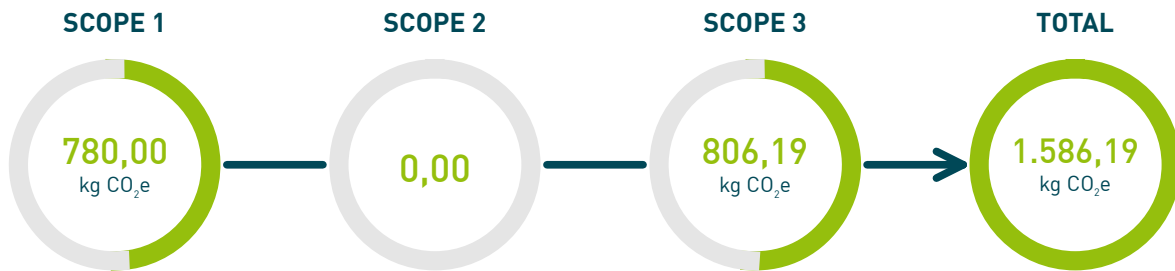 SCOPE 1
SCOPE 2
SCOPE 3
TOTAL
780,00
kg CO₂e
0,00
806,19
kg CO₂e
1.586,19
kg CO₂e